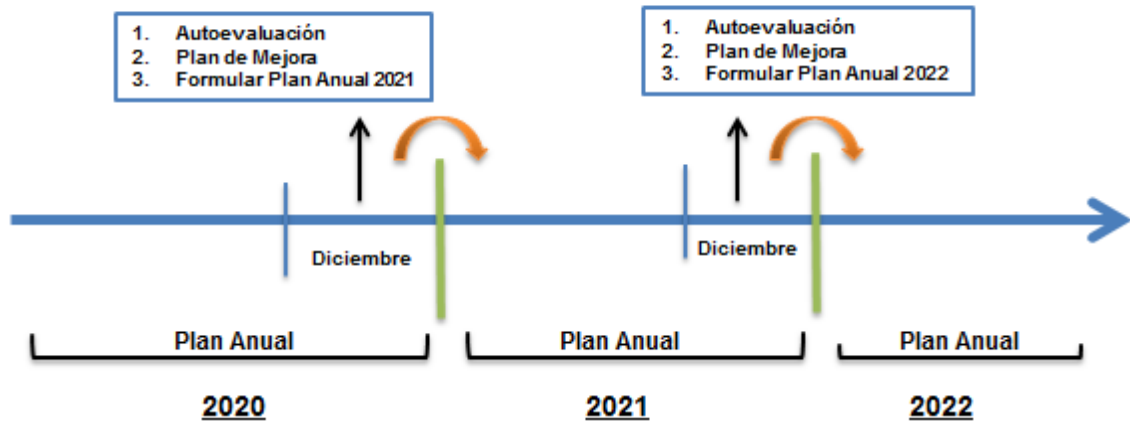 1. Autoevaluación
2. Plan de Mejora
3. Formular Plan Anual 2021
1. Autoevaluación
2. Plan de Mejora
3. Formular Plan Anual 2022
Diciembre
Diciembre
Plan Anual
Plan Anual
Plan Anual
2020
2021
2022